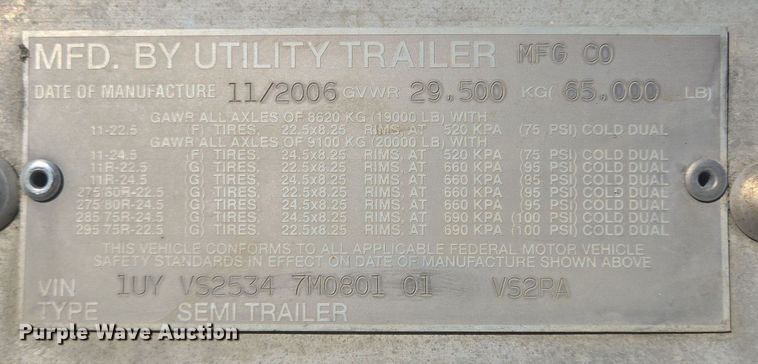 MFD. BY UTILITY TRAILER MFG CO
DATE OF MANUFACTURE 11/2006 GVWR 29,500 KG( 65,000 LB)
GAWR ALL AXLES OF 8620 KG (19000 LB) WITH
11-22.5 (F) TIRES, 22.5x8.25 RIMS, AT 520 KPA (75 PSI) COLD DUAL
GAWR ALL AXLES OF 9100 KG (20000 LB) WITH
11-24.5 (F) TIRES, 24.5x8.25 RIMS, AT 520 KPA (75 PSI) COLD DUAL
11R-22.5 (G) TIRES, 22.5x8.25 RIMS, AT 660 KPA (95 PSI) COLD DUAL
11R-24.5 (G) TIRES, 24.5x8.25 RIMS, AT 660 KPA (95 PSI) COLD DUAL
275 80R-22.5 (G) TIRES, 22.5x8.25 RIMS, AT 660 KPA (95 PSI) COLD DUAL
275 80R-24.5 (G) TIRES, 24.5x8.25 RIMS, AT 660 KPA (95 PSI) COLD DUAL
285 75R-24.5 (G) TIRES, 24.5x8.25 RIMS, AT 690 KPA (100 PSI) COLD DUAL
295 75R-22.5 (G) TIRES, 22.5x8.25 RIMS, AT 690 KPA (100 PSI) COLD DUAL
THIS VEHICLE CONFORMS TO ALL APPLICABLE FEDERAL MOTOR VEHICLE
SAFETY STANDARDS IN EFFECT ON DATE OF MANUFACTURE SHOWN ABOVE
VIN 1UY VS2534 7M0801 01 VS2RA
TYPE SEMI TRAILER
Purple Wave Auction